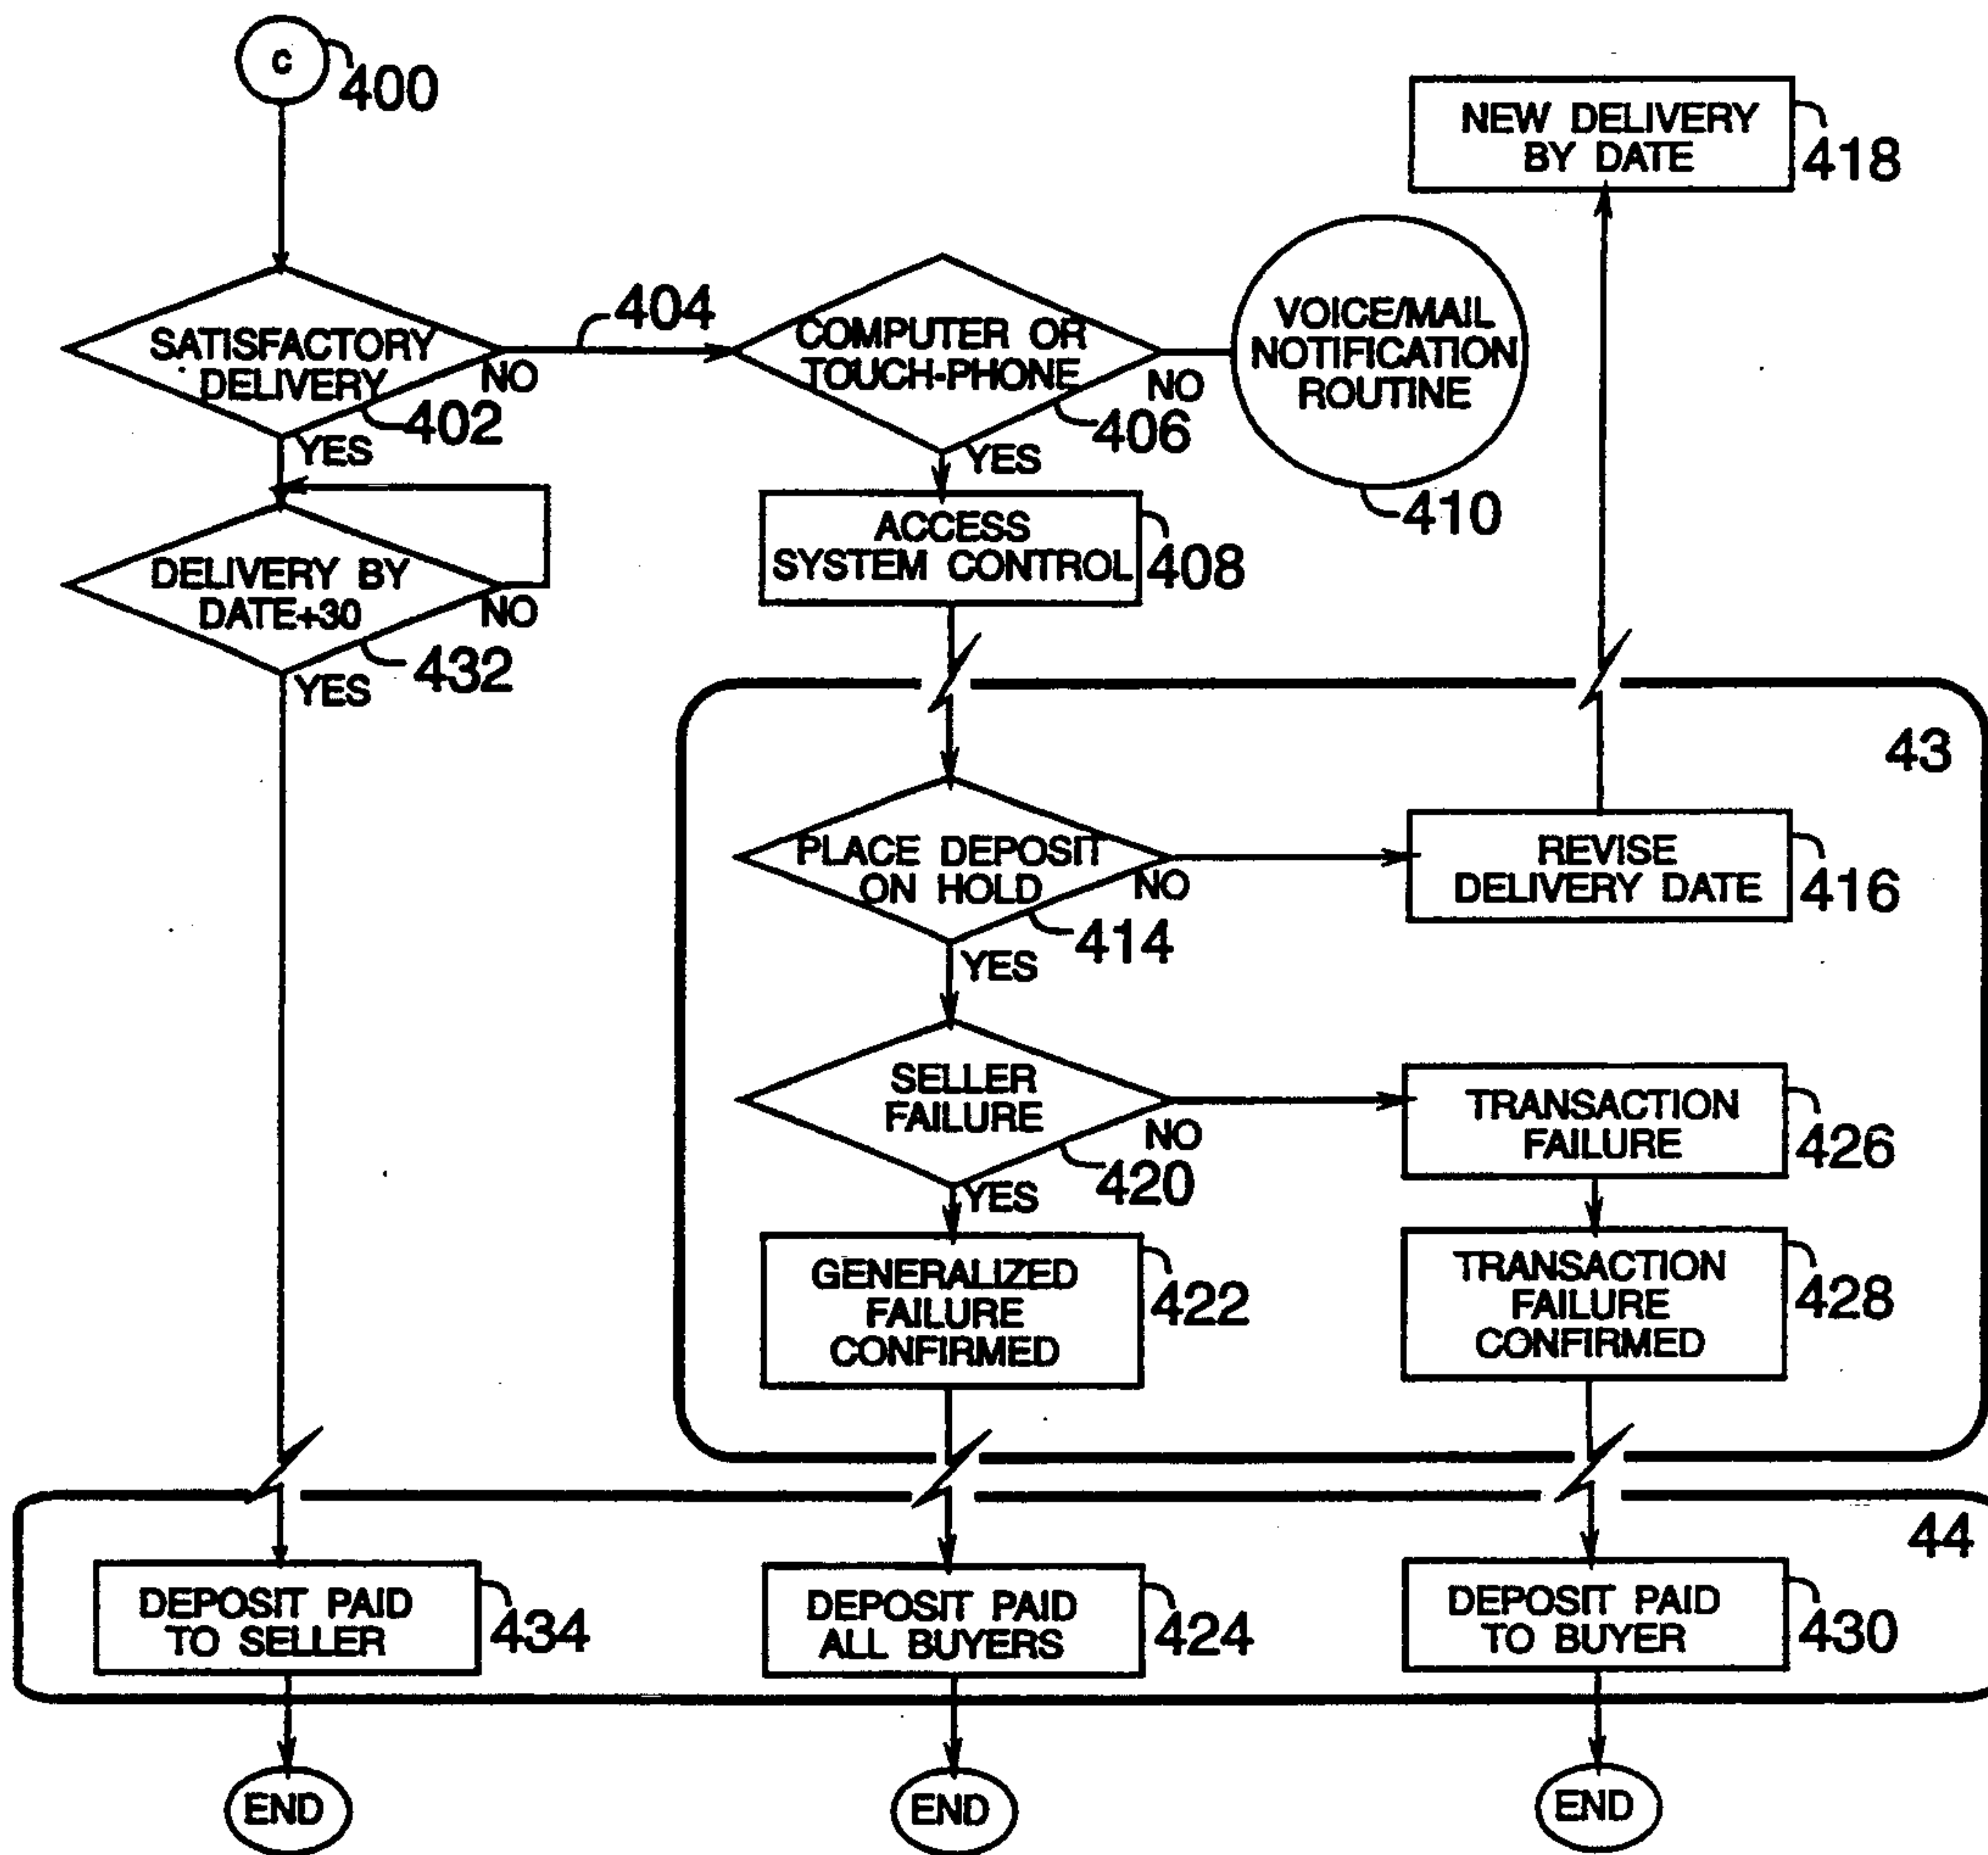 C
400
NEW DELIVERY
BY DATE
418
SATISFACTORY
DELIVERY
NO
402
YES
404
COMPUTER OR
TOUCH-PHONE
NO
406
YES
VOICE/MAIL
NOTIFICATION
ROUTINE
410
ACCESS
SYSTEM CONTROL
408
DELIVERY BY
DATE+30
NO
432
YES
43
PLACE DEPOSIT
ON HOLD
NO
414
YES
REVISE
DELIVERY DATE
416
SELLER
FAILURE
NO
420
YES
TRANSACTION
FAILURE
426
GENERALIZED
FAILURE
CONFIRMED
422
TRANSACTION
FAILURE
CONFIRMED
428
44
DEPOSIT PAID
TO SELLER
434
DEPOSIT PAID
ALL BUYERS
424
DEPOSIT PAID
TO BUYER
430
END
END
END